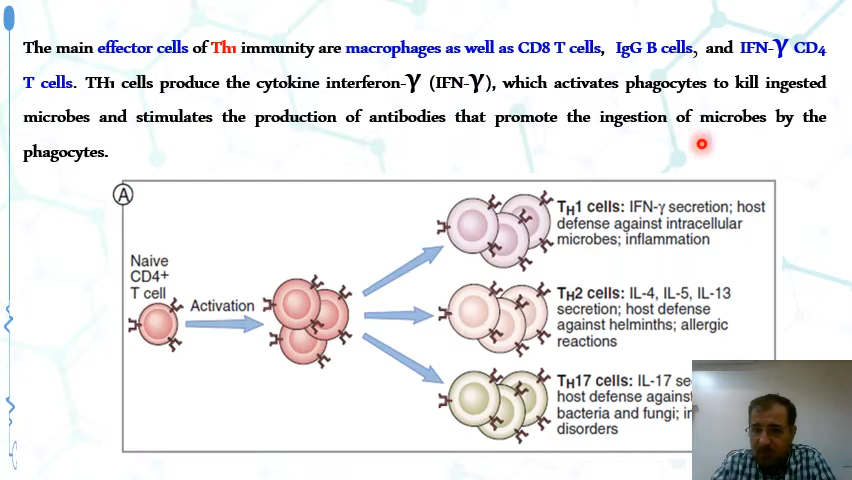 The main effector cells of Th1 immunity are macrophages as well as CD8 T cells, IgG B cells, and IFN-γ CD4
T cells. TH1 cells produce the cytokine interferon-γ (IFN-γ), which activates phagocytes to kill ingested
microbes and stimulates the production of antibodies that promote the ingestion of microbes by the
phagocytes.
A
Naive
CD4+
T cell
Activation
TH1 cells: IFN-γ secretion; host
defense against intracellular
microbes; inflammation
TH2 cells: IL-4, IL-5, IL-13
secretion; host defense
against helminths; allergic
reactions
TH17 cells: IL-17
host defense against
bacteria and fungi;
disorders